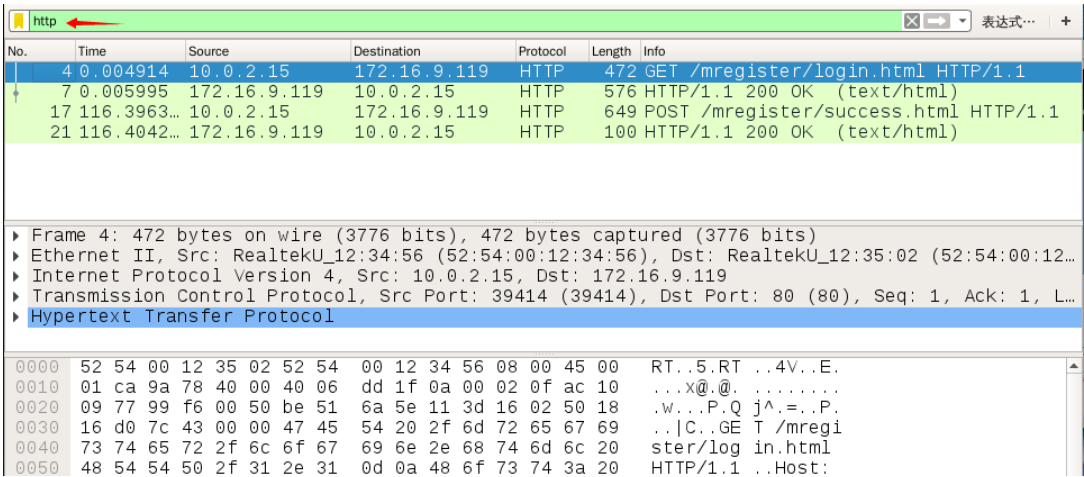 http 表达式… +
No. Time Source Destination Protocol Length Info
4 0.004914 10.0.2.15 172.16.9.119 HTTP 472 GET /mregister/login.html HTTP/1.1
7 0.005995 172.16.9.119 10.0.2.15 HTTP 576 HTTP/1.1 200 OK (text/html)
17 116.3963… 10.0.2.15 172.16.9.119 HTTP 649 POST /mregister/success.html HTTP/1.1
21 116.4042… 172.16.9.119 10.0.2.15 HTTP 100 HTTP/1.1 200 OK (text/html)
Frame 4: 472 bytes on wire (3776 bits), 472 bytes captured (3776 bits)
Ethernet II, Src: RealtekU_12:34:56 (52:54:00:12:34:56), Dst: RealtekU_12:35:02 (52:54:00:12…
Internet Protocol Version 4, Src: 10.0.2.15, Dst: 172.16.9.119
Transmission Control Protocol, Src Port: 39414 (39414), Dst Port: 80 (80), Seq: 1, Ack: 1, L…
Hypertext Transfer Protocol
0000 52 54 00 12 35 02 52 54 00 12 34 56 08 00 45 00 RT..5.RT ..4V..E.
0010 01 ca 9a 78 40 00 40 06 dd 1f 0a 00 02 0f ac 10 ...x@.@. ........
0020 09 77 99 f6 00 50 be 51 6a 5e 11 3d 16 02 50 18 .w...P.Q j^.=..P.
0030 16 d0 7c 43 00 00 47 45 54 20 2f 6d 72 65 67 69 ..|C..GE T /mregi
0040 73 74 65 72 2f 6c 6f 67 69 6e 2e 68 74 6d 6c 20 ster/log in.html
0050 48 54 54 50 2f 31 2e 31 0d 0a 48 6f 73 74 3a 20 HTTP/1.1 ..Host: